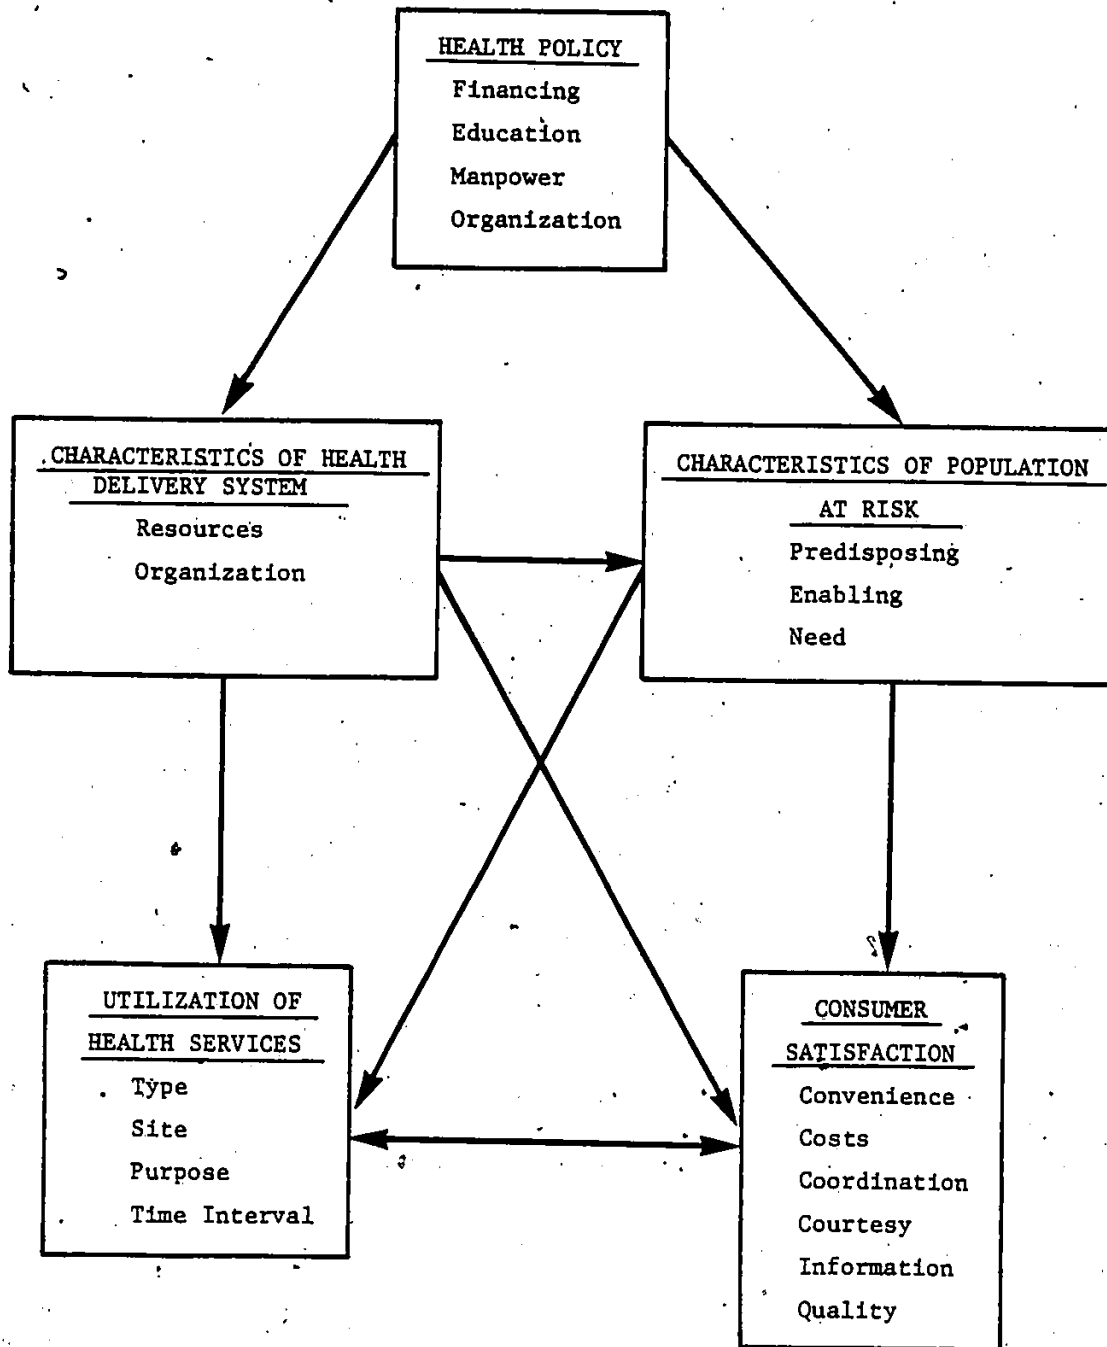 HEALTH POLICY
Financing
Education
Manpower
Organization
CHARACTERISTICS OF HEALTH
DELIVERY SYSTEM
Resources
Organization
CHARACTERISTICS OF POPULATION
AT RISK
Predisposing
Enabling
Need
UTILIZATION OF
HEALTH SERVICES
Type
Site
Purpose
Time Interval
CONSUMER
SATISFACTION
Convenience
Costs
Coordination
Courtesy
Information
Quality